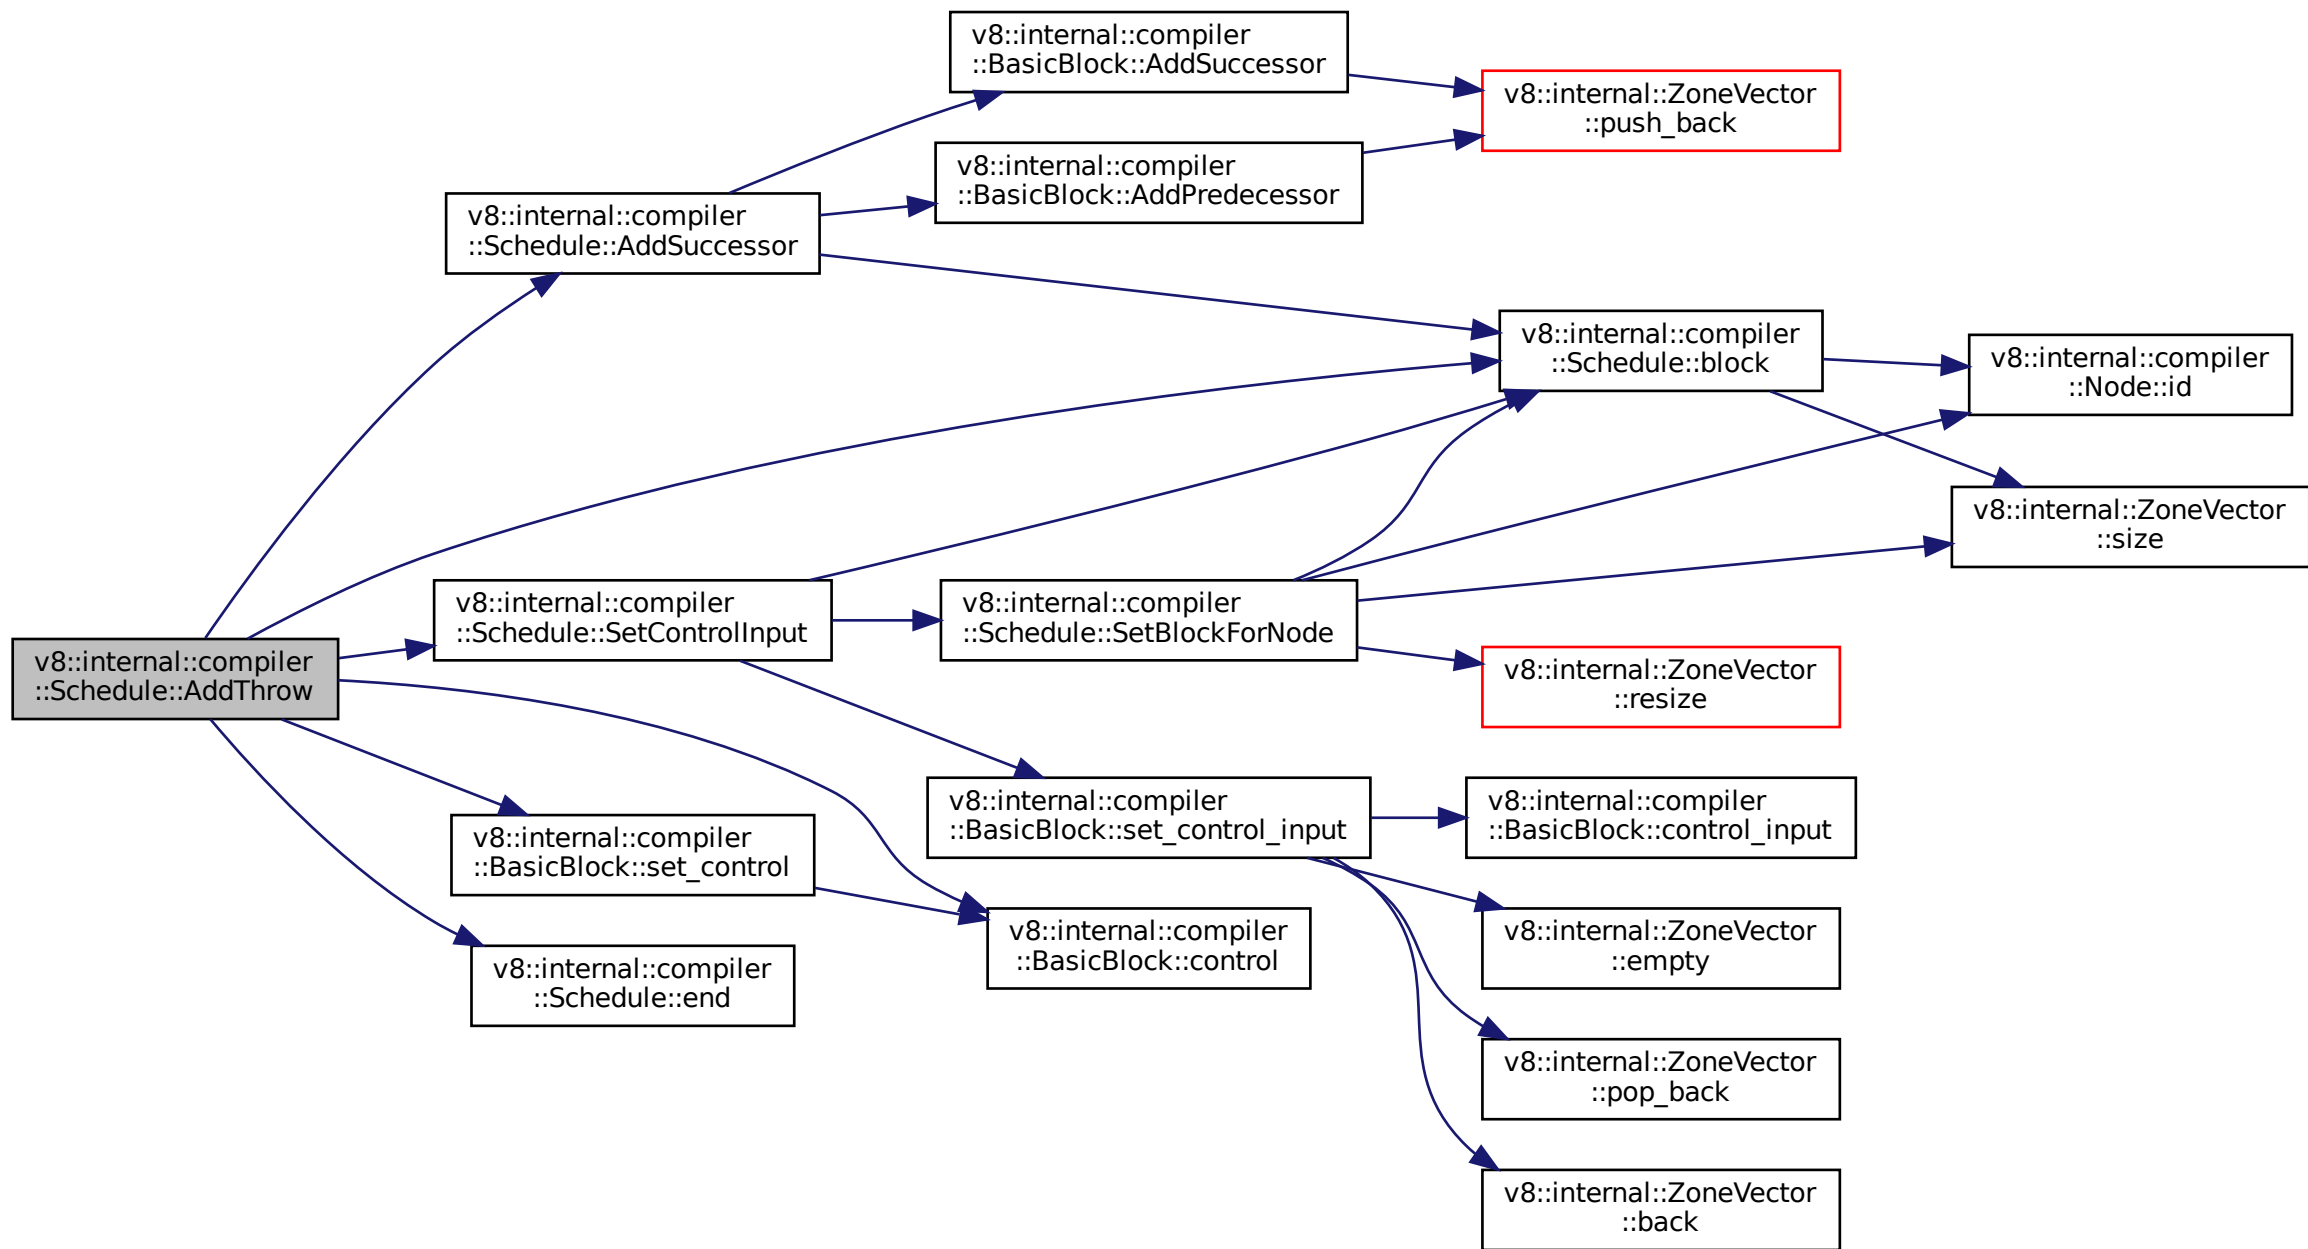 v8::internal::compiler
::BasicBlock::AddSuccessor
v8::internal::ZoneVector
::push_back
v8::internal::compiler
::BasicBlock::AddPredecessor
v8::internal::compiler
::Schedule::AddSuccessor
v8::internal::compiler
::Schedule::block
v8::internal::compiler
::Node::id
v8::internal::ZoneVector
::size
v8::internal::compiler
::Schedule::SetControlInput
v8::internal::compiler
::Schedule::SetBlockForNode
v8::internal::compiler
::Schedule::AddThrow
v8::internal::ZoneVector
::resize
v8::internal::compiler
::BasicBlock::set_control_input
v8::internal::compiler
::BasicBlock::control_input
v8::internal::compiler
::BasicBlock::set_control
v8::internal::compiler
::BasicBlock::control
v8::internal::ZoneVector
::empty
v8::internal::compiler
::Schedule::end
v8::internal::ZoneVector
::pop_back
v8::internal::ZoneVector
::back